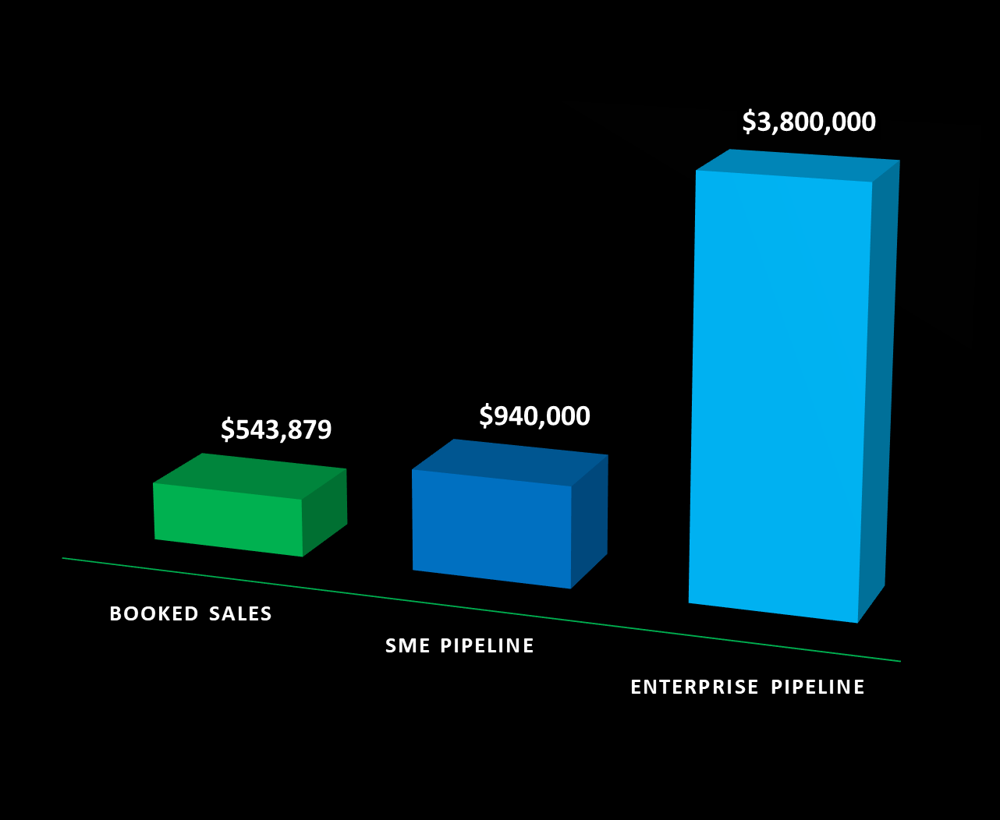 $3,800,000
$940,000
$543,879
BOOKED SALES
SME PIPELINE
ENTERPRISE PIPELINE